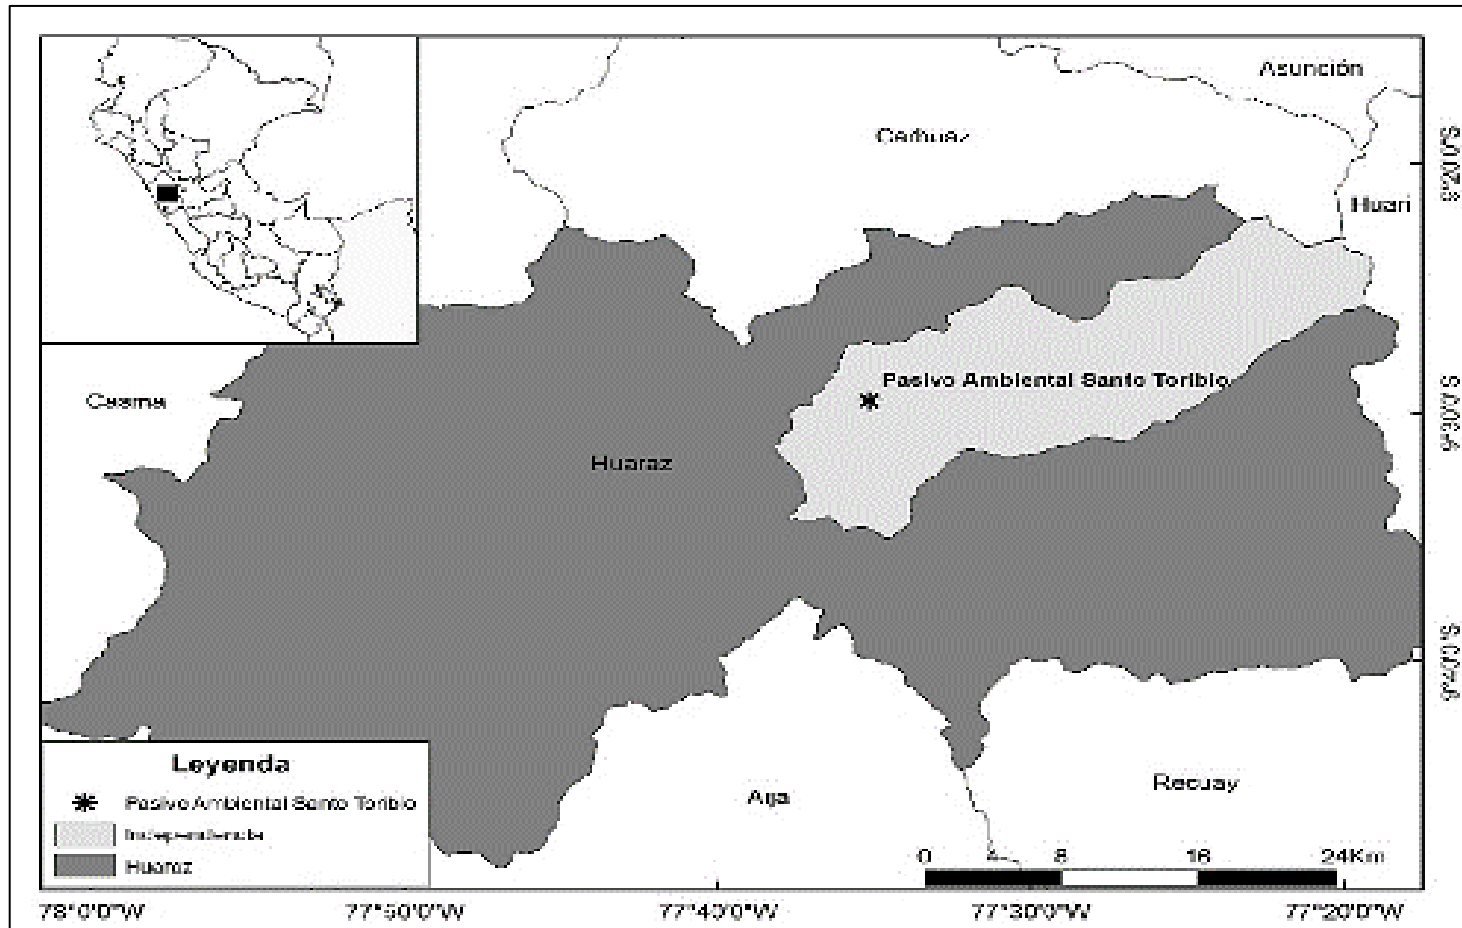 Asunción
Carhuaz
9°20'0"S
Huari
Pasivo Ambiental Santo Toribio
Casma
9°30'0"S
Huaraz
9°40'0"S
Leyenda
Pasivo Ambiental Santo Toribio
Independencia
Huaraz
Aija
Recuay
0 4 8 16 24Km
78°0'0"W 77°50'0"W 77°40'0"W 77°30'0"W 77°20'0"W